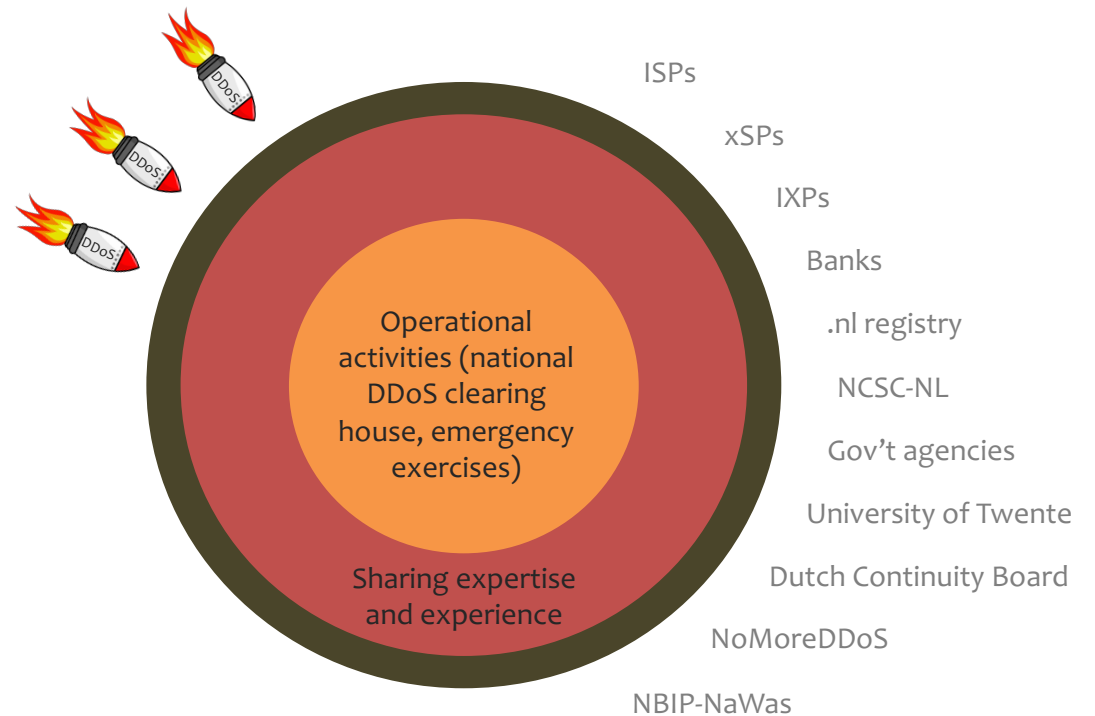 DDoS
DDoS
DDoS
ISPs
xSPs
IXPs
Banks
.nl registry
NCSC-NL
Gov’t agencies
University of Twente
Dutch Continuity Board
NoMoreDDoS
NBIP-NaWas
Operational
activities (national
DDoS clearing
house, emergency
exercises)
Sharing expertise
and experience